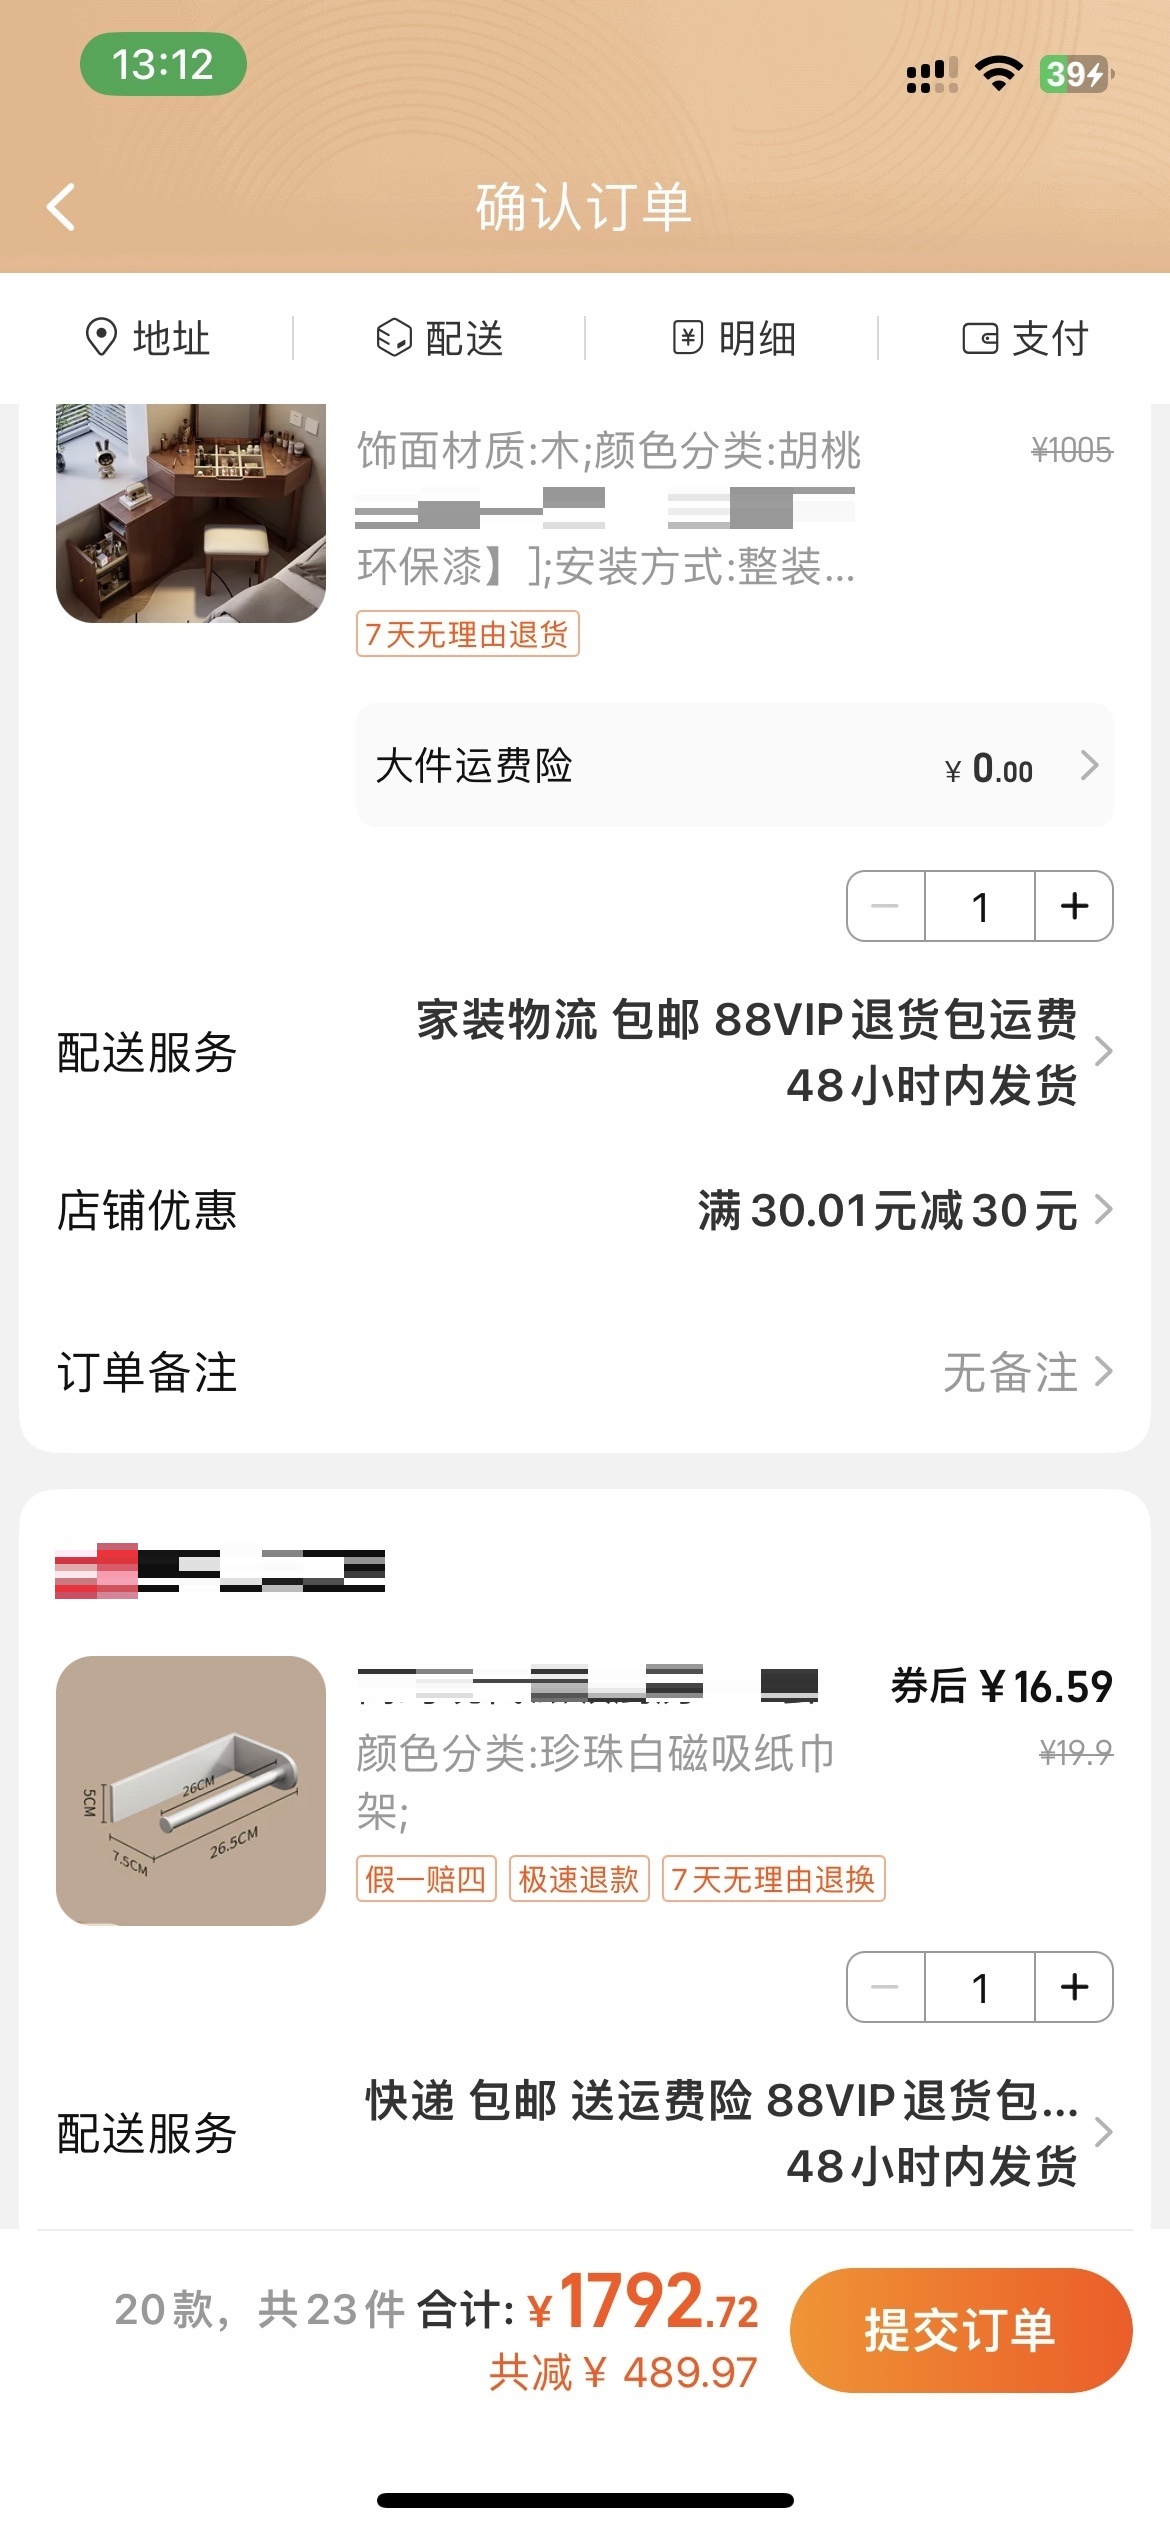 13:12
39
确认订单
地址
配送
明细
支付
饰面材质:木;颜色分类:胡桃
¥1005
环保漆】];安装方式:整装...
7天无理由退货
大件运费险
¥ 0.00
1
家装物流 包邮 88VIP退货包运费
配送服务
48小时内发货
店铺优惠
满30.01元减30元
订单备注
无备注
券后 ¥16.59
颜色分类:珍珠白磁吸纸巾
¥19.9
架;
5CM
26CM
26.5CM
7.5CM
假一赔四
极速退款
7天无理由退换
1
快递 包邮 送运费险 88VIP退货包...
配送服务
48小时内发货
20款，共23件 合计: ¥1792.72
共减 ¥ 489.97
提交订单